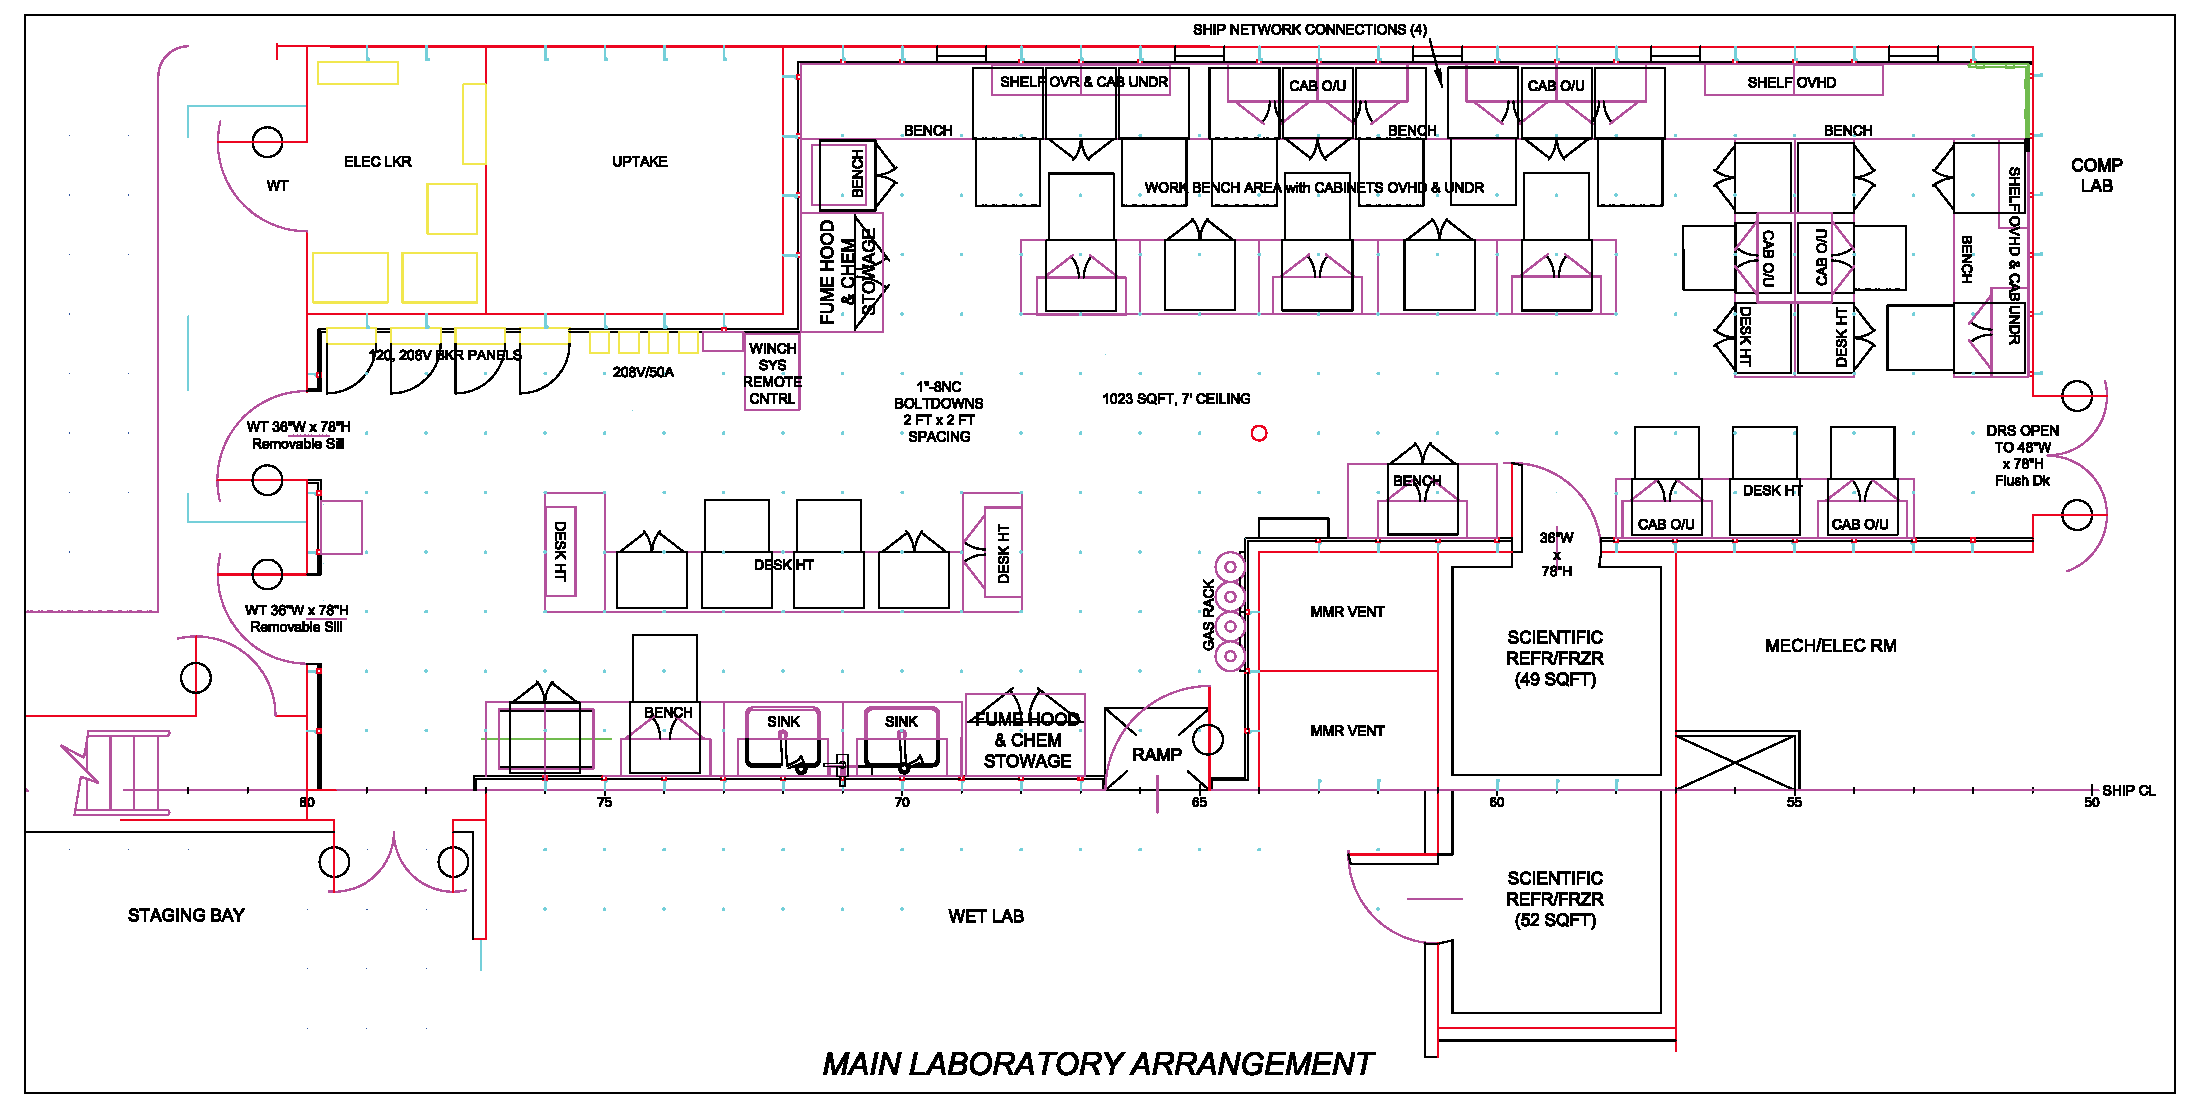 SHIP NETWORK CONNECTIONS (4)
SHELF OVR & CAB UNDR
CAB O/U
CAB O/U
SHELF OVHD
BENCH
BENCH
BENCH
ELEC LKR
UPTAKE
WT
BENCH
WORK BENCH AREA with CABINETS OVHD & UNDR
COMP
LAB
SHELF OVHD & CAB UNDR
BENCH
CAB O/U
CAB O/U
FUME HOOD
& CHEM
STOWAGE
DESK HT
DESK HT
120, 208V BKR PANELS
208V/50A
WINCH
SYS
REMOTE
CNTRL
1"-8NC
BOLTDOWNS
2 FT x 2 FT
SPACING
1023 SQFT, 7' CEILING
WT 36"W x 78"H
Removable Sill
DRS OPEN
TO 48"W
x 78"H
Flush Dk
BENCH
DESK HT
CAB O/U
CAB O/U
36"W
x
78"H
DESK HT
DESK HT
DESK HT
GAS RACK
WT 36"W x 78"H
Removable Sill
MMR VENT
SCIENTIFIC
REFR/FRZR
(49 SQFT)
MECH/ELEC RM
BENCH
SINK
SINK
FUME HOOD
& CHEM
STOWAGE
RAMP
MMR VENT
SHIP CL
80
75
70
65
60
55
50
STAGING BAY
WET LAB
SCIENTIFIC
REFR/FRZR
(52 SQFT)
MAIN LABORATORY ARRANGEMENT